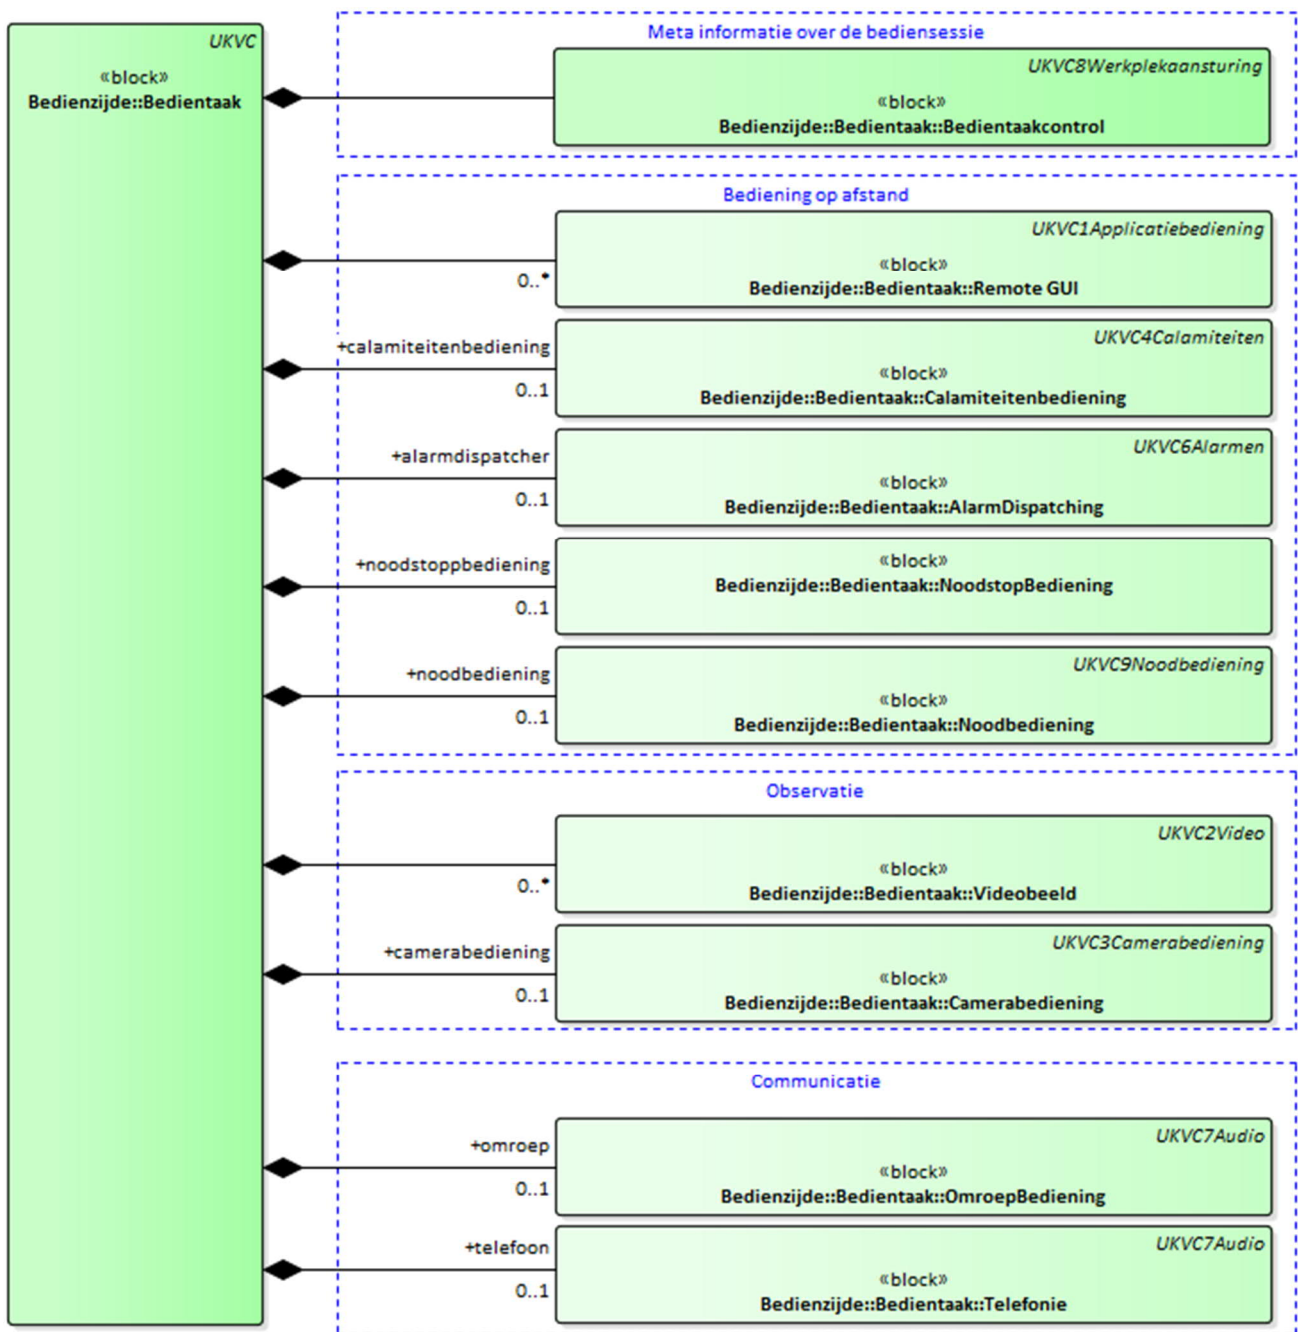 UKVC
«block»
Bedienzijde::Bedientaak
Meta informatie over de bediensessie
UKVC8Werkplekaansturing
«block»
Bedienzijde::Bedientaak::Bedientaakcontrol
Bediening op afstand
UKVC1Applicatiebediening
«block»
Bedienzijde::Bedientaak::Remote GUI
0..*
+calamiteitenbediening
0..1
UKVC4Calamiteiten
«block»
Bedienzijde::Bedientaak::Calamiteitenbediening
+alarmdispatcher
0..1
UKVC6Alarmen
«block»
Bedienzijde::Bedientaak::AlarmDispatching
+noodstoppbediening
0..1
«block»
Bedienzijde::Bedientaak::NoodstopBediening
+noodbediening
0..1
UKVC9Noodbediening
«block»
Bedienzijde::Bedientaak::Noodbediening
Observatie
0..*
UKVC2Video
«block»
Bedienzijde::Bedientaak::Videobeeld
+camerabediening
0..1
UKVC3Camerabediening
«block»
Bedienzijde::Bedientaak::Camerabediening
Communicatie
+omroep
0..1
UKVC7Audio
«block»
Bedienzijde::Bedientaak::OmroepBediening
+telefoon
0..1
UKVC7Audio
«block»
Bedienzijde::Bedientaak::Telefonie